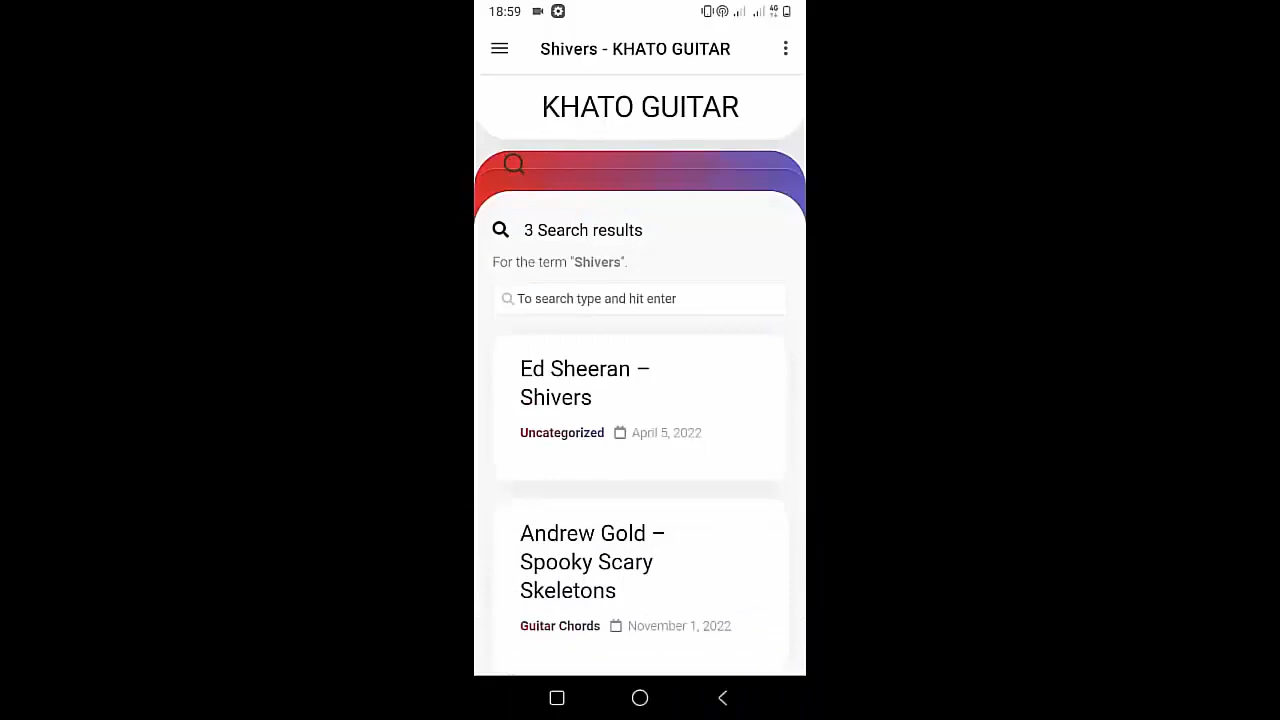 18:59 4G
Shivers - KHATO GUITAR
KHATO GUITAR
3 Search results
For the term "Shivers".
To search type and hit enter
Ed Sheeran –
Shivers
Uncategorized April 5, 2022
Andrew Gold –
Spooky Scary
Skeletons
Guitar Chords November 1, 2022